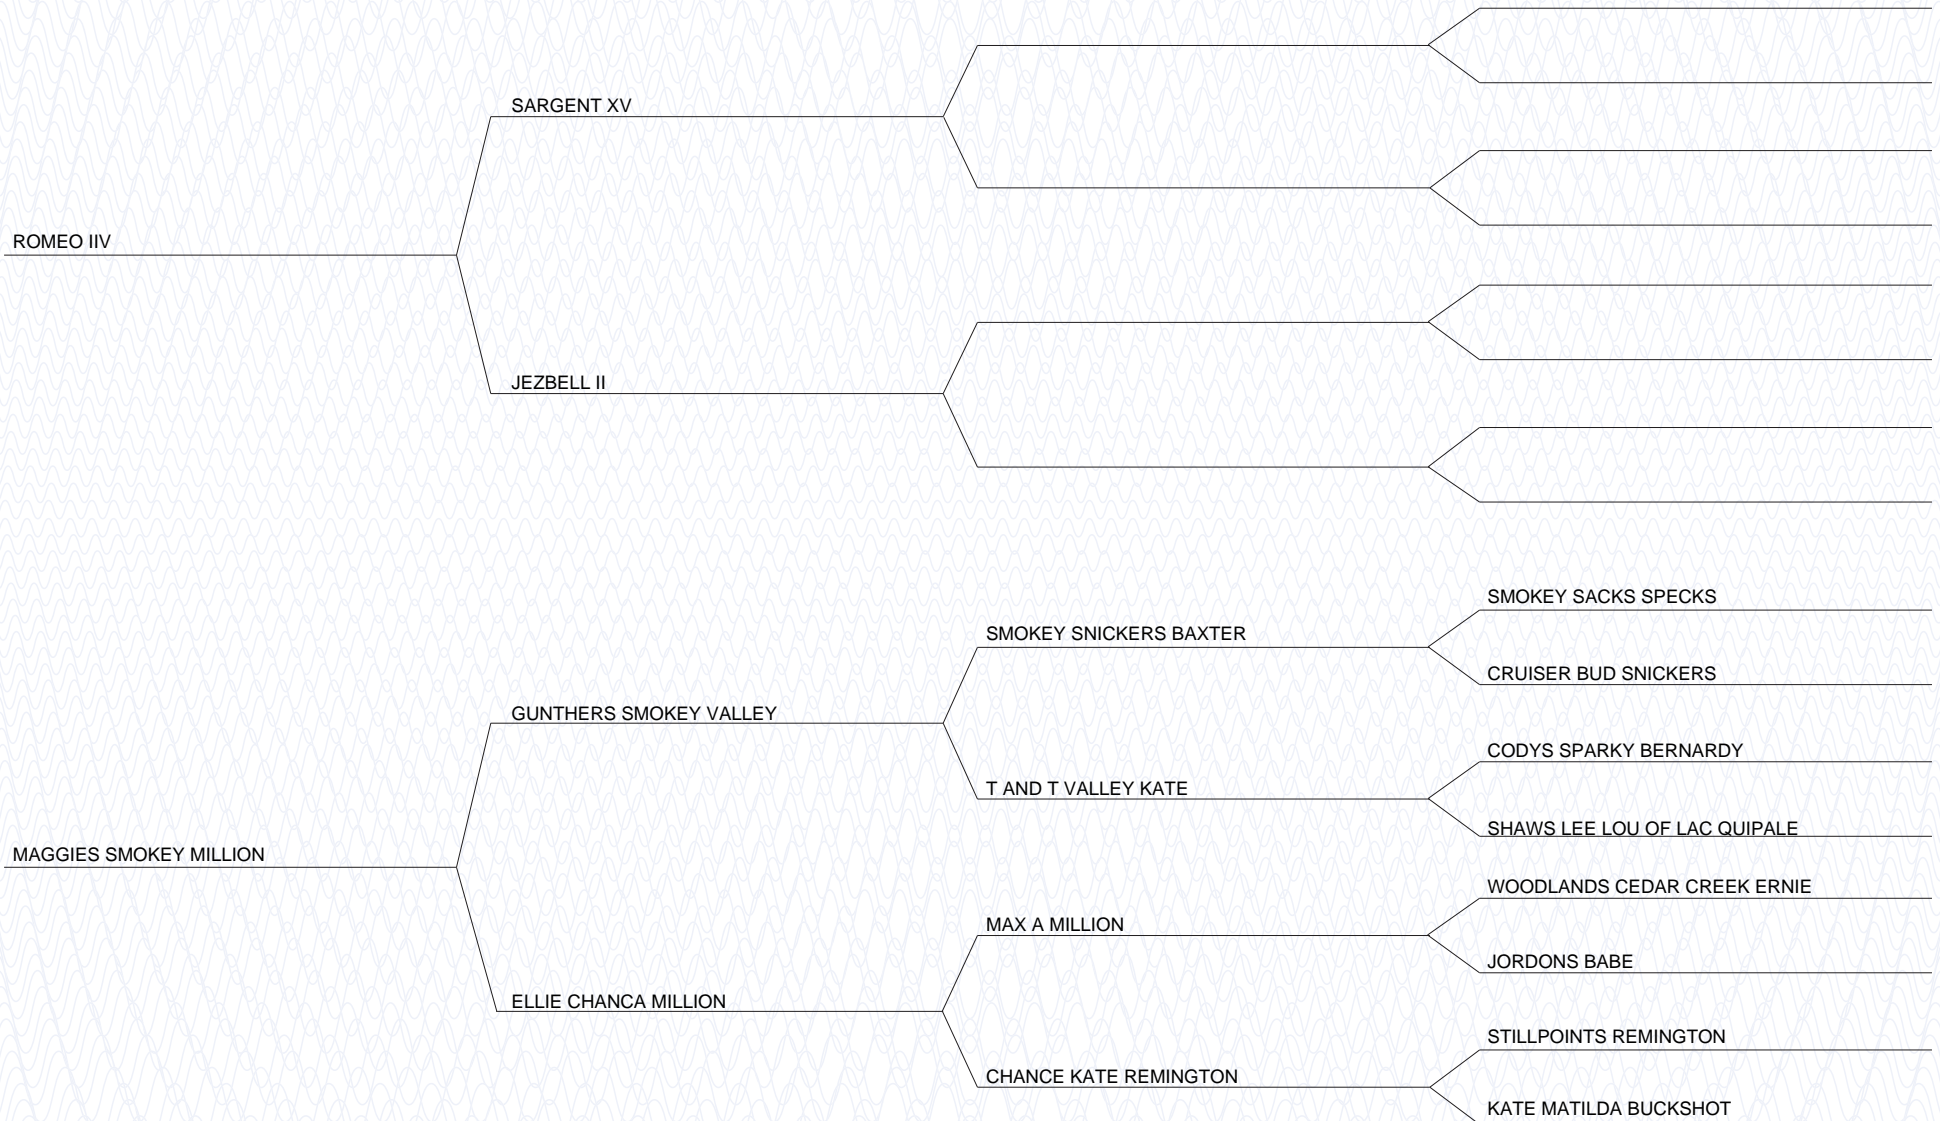 SARGENT XV
ROMEO IIV
JEZBELL II
SMOKEY SACKS SPECKS
SMOKEY SNICKERS BAXTER
CRUISER BUD SNICKERS
GUNTHERS SMOKEY VALLEY
CODYS SPARKY BERNARDY
T AND T VALLEY KATE
SHAWS LEE LOU OF LAC QUIPALE
MAGGIES SMOKEY MILLION
WOODLANDS CEDAR CREEK ERNIE
MAX A MILLION
JORDONS BABE
ELLIE CHANCA MILLION
STILLPOINTS REMINGTON
CHANCE KATE REMINGTON
KATE MATILDA BUCKSHOT